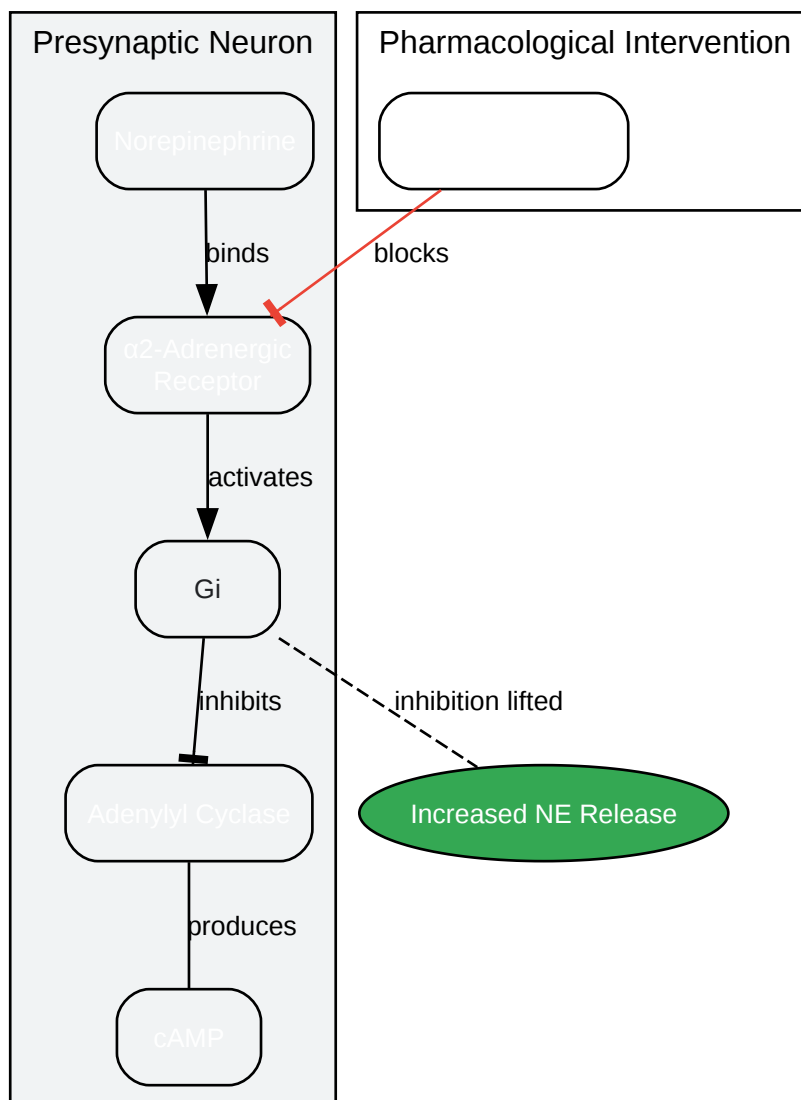 Presynaptic Neuron
Pharmacological Intervention
Norepinephrine
binds
blocks
α2-Adrenergic
Receptor
activates
Gi
inhibits
inhibition lifted
Adenylyl Cyclase
Increased NE Release
produces
cAMP